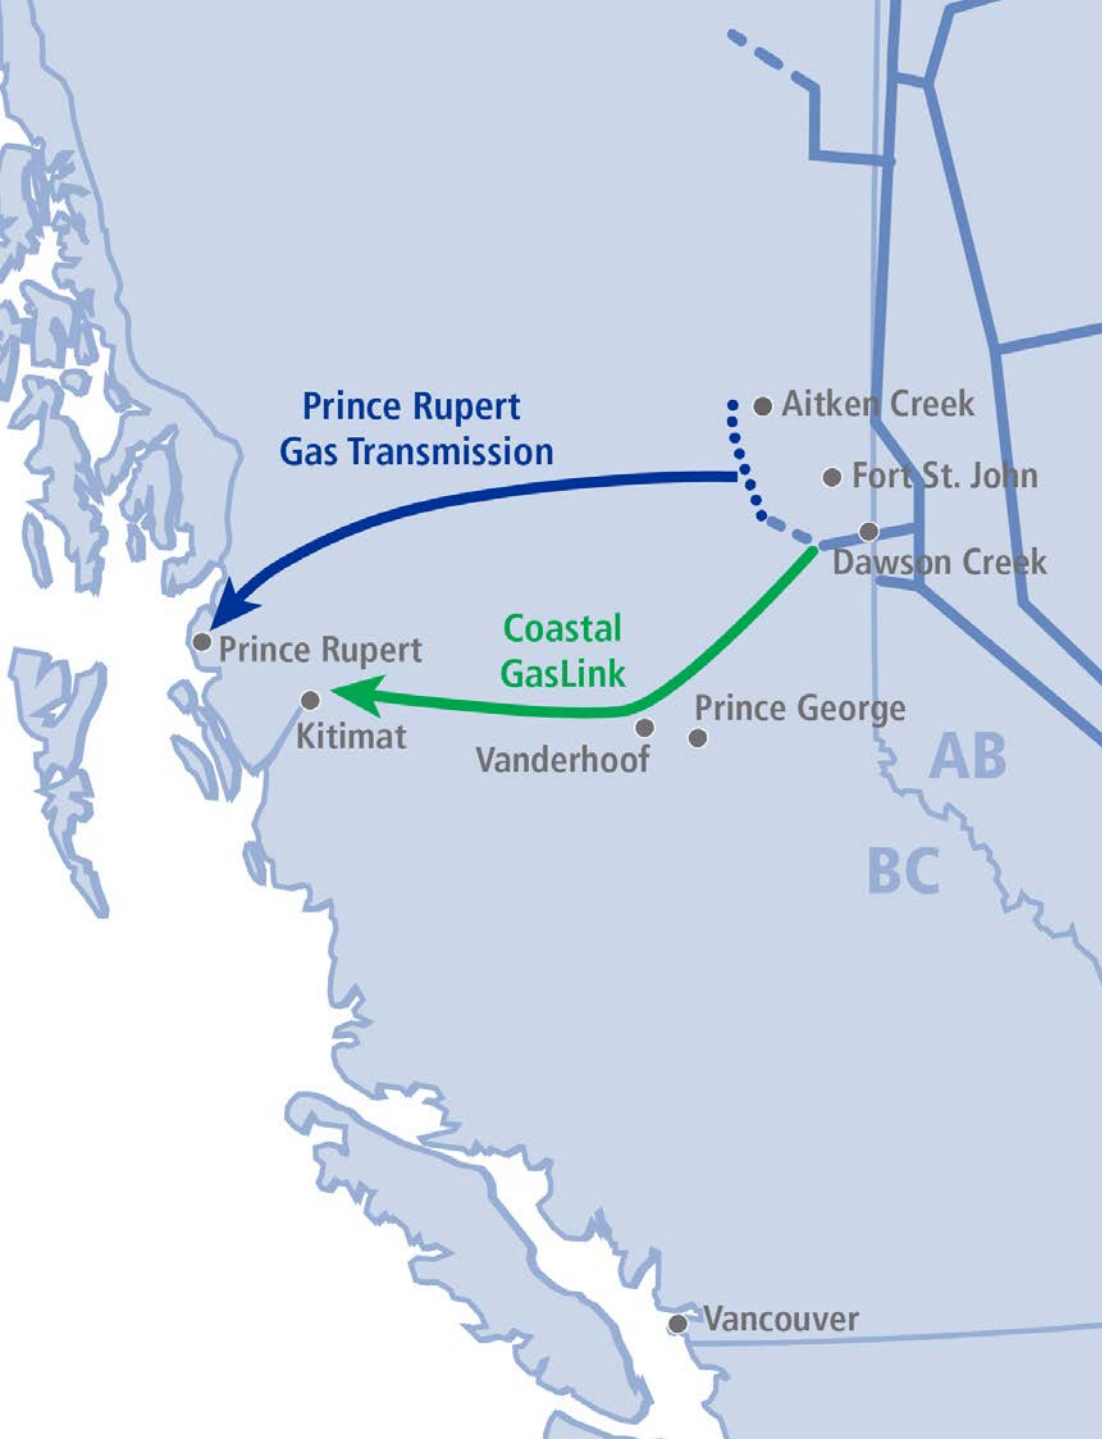 Prince Rupert
Gas Transmission
Aitken Creek
Fort St. John
Dawson Creek
Coastal
GasLink
Prince Rupert
Kitimat
Prince George
Vanderhoof
AB
BC
Vancouver